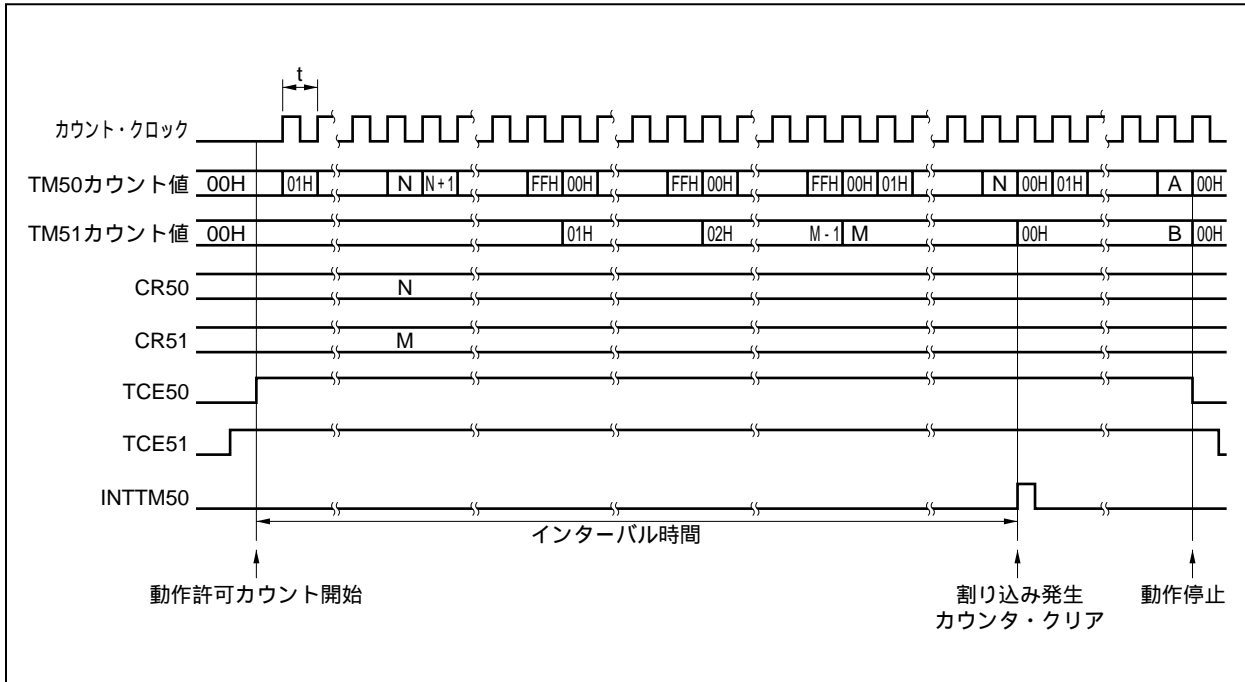 t
カウント・クロック
TM50カウント値 00H 01H N N+1 FFH 00H FFH 00H FFH 00H 01H N 00H 01H A 00H
TM51カウント値 00H 01H 02H M-1 M 00H B 00H
CR50 N
CR51 M
TCE50
TCE51
INTTM50
インターバル時間
動作許可カウント開始 割り込み発生 動作停止
カウンタ・クリア